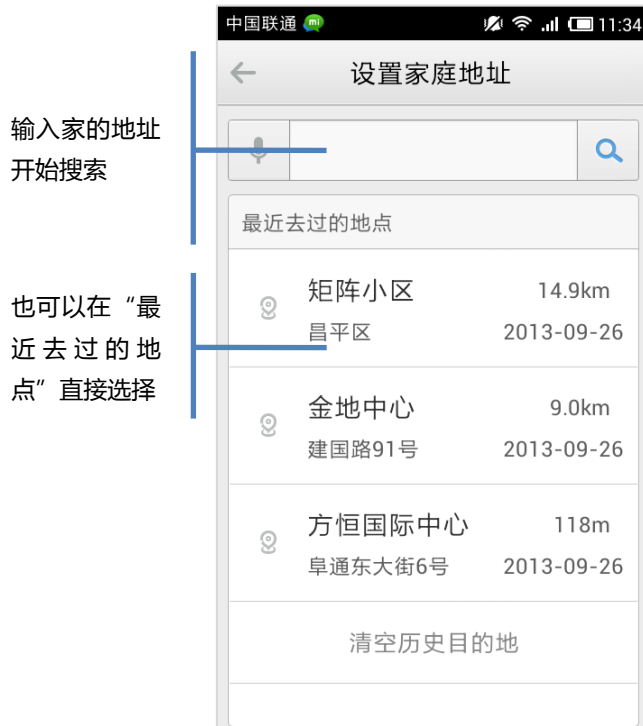 中国联通 mi 11:34
设置家庭地址
输入家的地址
开始搜索
最近去过的地点
矩阵小区 14.9km
昌平区 2013-09-26
也可以在“最
近去过的地
点”直接选择
金地中心 9.0km
建国路91号 2013-09-26
方恒国际中心 118m
阜通东大街6号 2013-09-26
清空历史目的地